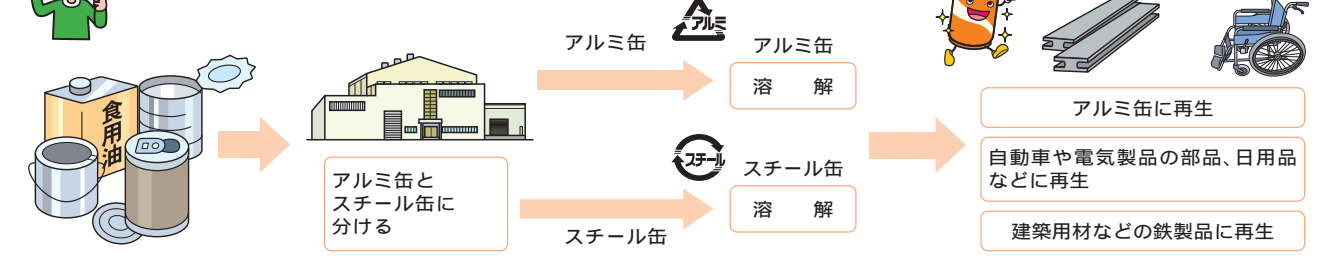 食用油
アルミ缶と
スチール缶に
分ける
アルミ缶
アルミ
アルミ缶
溶　解
スチール缶
スチール
スチール缶
溶　解
アルミ缶に再生
自動車や電気製品の部品、日用品
などに再生
建築用材などの鉄製品に再生